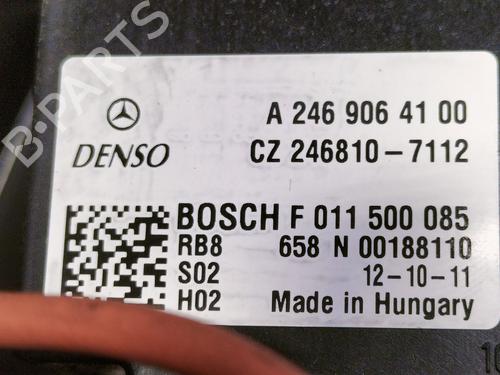 A 246 906 41 00
DENSO CZ 246810-7112
BOSCH F 011 500 085
RB8 658 N 00188110
S02 12-10-11
H02 Made in Hungary
B-PARTS